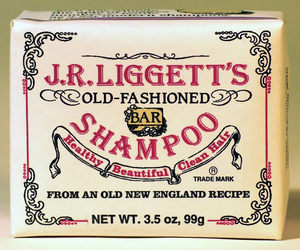 J.R.LIGGETT'S
OLD-FASHIONED
BAR
SHAMPOO
Healthy Beautiful Clean Hair
®
TRADE MARK
FROM AN OLD NEW ENGLAND RECIPE
NET WT. 3.5 oz, 99g